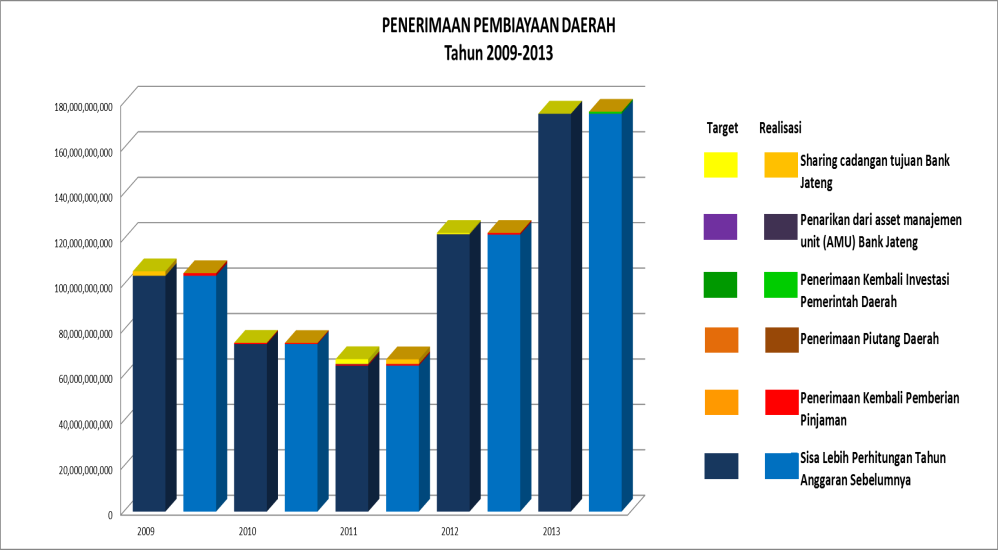 PENERIMAAN PEMBIAYAAN DAERAH
Tahun 2009-2013
180,000,000,000
160,000,000,000
140,000,000,000
120,000,000,000
100,000,000,000
80,000,000,000
60,000,000,000
40,000,000,000
20,000,000,000
0
2009 2010 2011 2012 2013
Target Realisasi
Sharing cadangan tujuan Bank
Jateng
Penarikan dari asset manajemen
unit (AMU) Bank Jateng
Penerimaan Kembali Investasi
Pemerintah Daerah
Penerimaan Piutang Daerah
Penerimaan Kembali Pemberian
Pinjaman
Sisa Lebih Perhitungan Tahun
Anggaran Sebelumnya